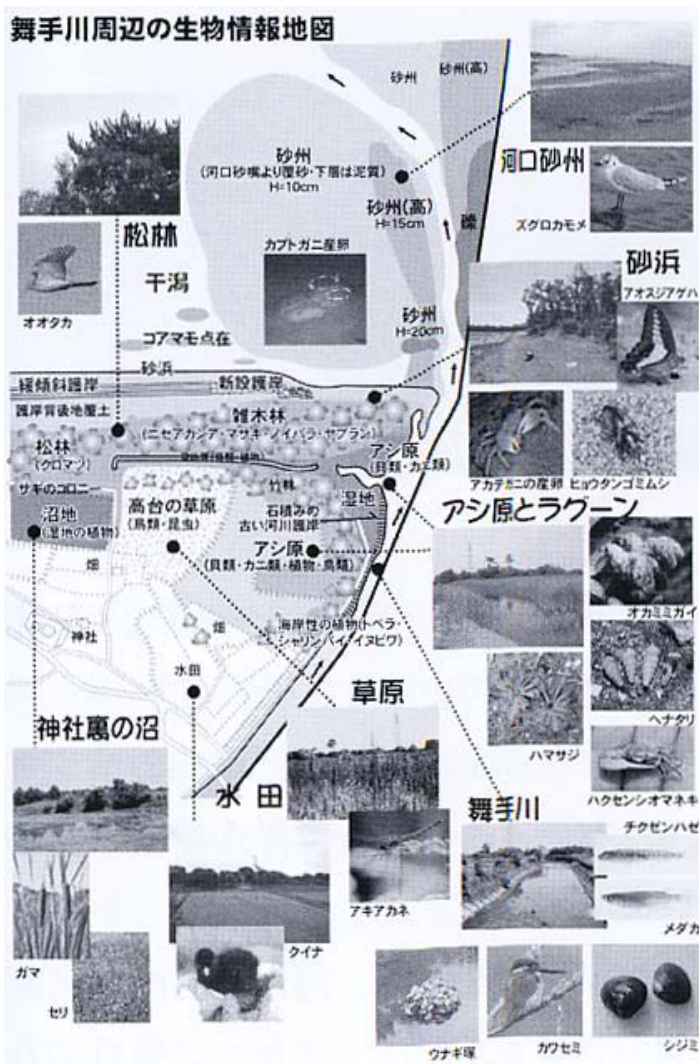 舞手川周辺の生物情報地図
砂州
砂州(高)
砂州
(河口砂嘴より覆砂・下層は泥質)
H=10cm
河口砂州
松林
砂州(高)
H=15cm
礫
ズグロカモメ
カブトガニ産卵
砂浜
干潟
アオスジアゲハ
オオタカ
砂州
H=20cm
コアマモ点在
砂浜
緩傾斜護岸
新設護岸
護岸背後地覆土
雑木林
(ニセアカシア・マサキ・ノイバラ・ヤブラン)
松林
(クロマツ)
アシ原
(貝類・カニ類)
アカテガニの産卵
ヒョウタンゴミムシ
サギのコロニー
竹林
湿地
高台の草原
(鳥類・昆虫)
石積みの
古い河川護岸
アシ原とラグーン
沼地
(湿地の植物)
アシ原
(貝類・カニ類・植物・鳥類)
畑
オカミミガイ
神社
畑
海岸性の植物(トベラ・
シャリンバイ・イヌビワ)
水田
草原
ヘナタリ
神社裏の沼
ハマサジ
水田
ハクセンシオマネキ
舞手川
チクゼンハゼ
アキアカネ
メダカ
ガマ
クイナ
セリ
ウナギ塚
カワセミ
シジミ